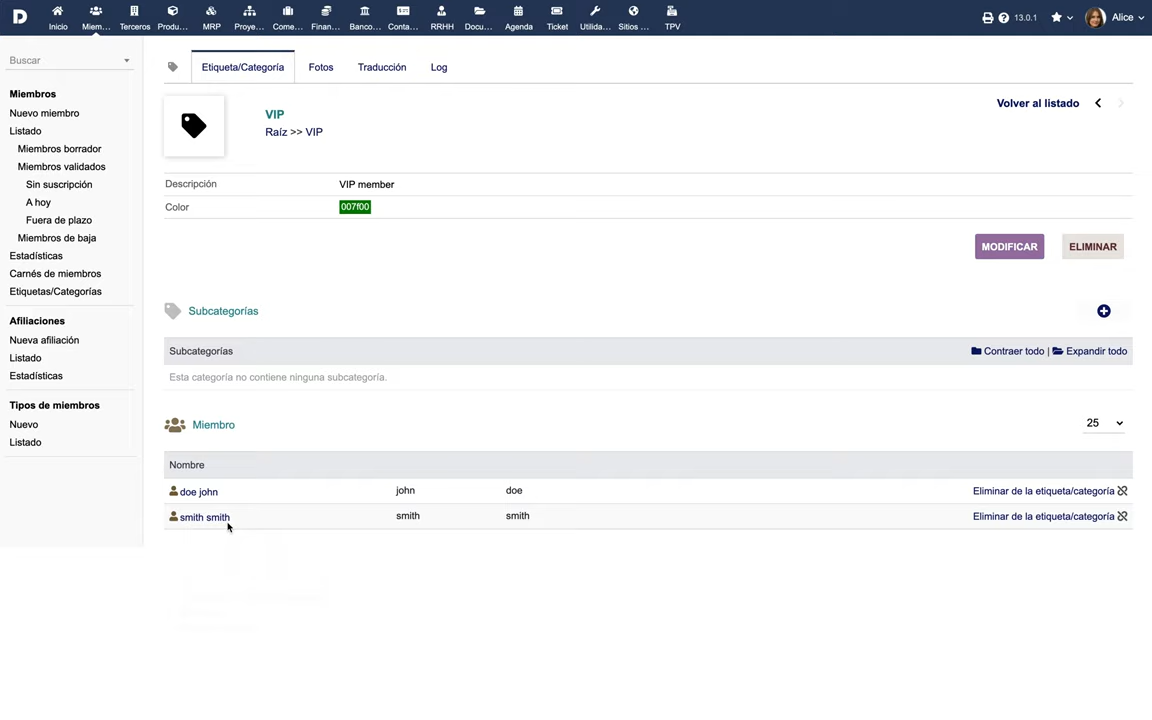 D Inicio Miem... Terceros Produ... MRP Proye... Come... Finan... Banco... Conta... RRHH Docu... Agenda Ticket Utilida... Sitios ... TPV 13.0.1 Alice
Buscar
Miembros
Nuevo miembro
Listado
Miembros borrador
Miembros validados
Sin suscripción
A hoy
Fuera de plazo
Miembros de baja
Estadísticas
Carnés de miembros
Etiquetas/Categorías
Afiliaciones
Nueva afiliación
Listado
Estadísticas
Tipos de miembros
Nuevo
Listado
Etiqueta/Categoría Fotos Traducción Log
Volver al listado
VIP
Raíz >> VIP
Descripción VIP member
Color 007f00
MODIFICAR ELIMINAR
Subcategorías
Subcategorías Contraer todo | Expandir todo
Esta categoría no contiene ninguna subcategoría.
Miembro 25
Nombre
doe john john doe Eliminar de la etiqueta/categoría
smith smith smith smith Eliminar de la etiqueta/categoría